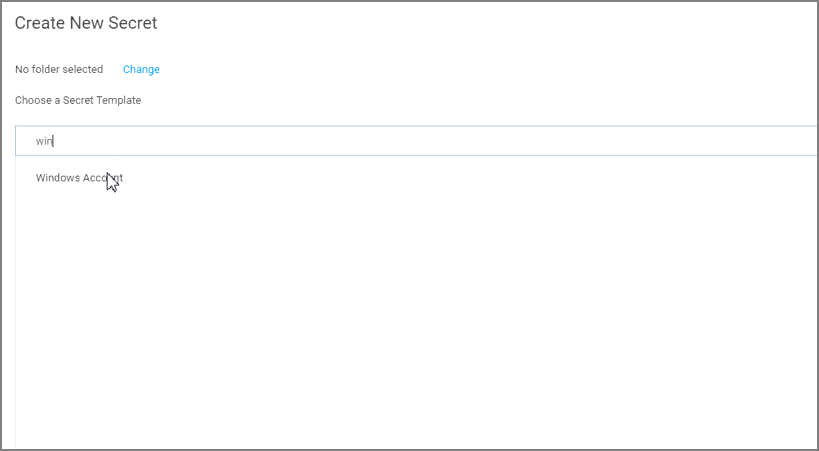 Create New Secret
No folder selected Change
Choose a Secret Template
win
Windows Account